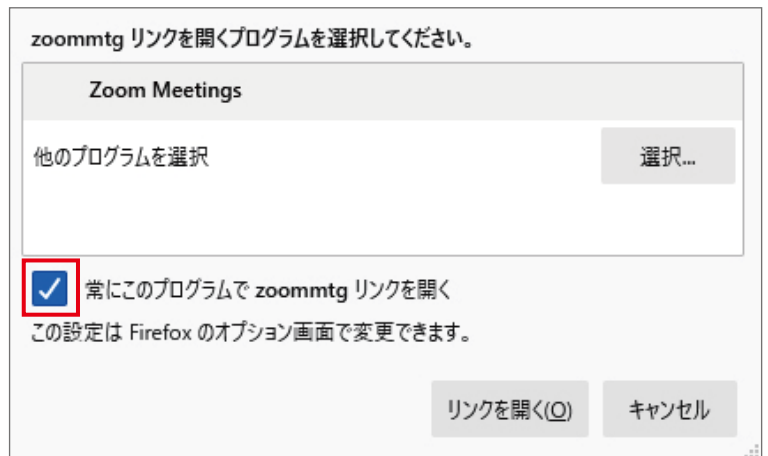 zoommtg リンクを開くプログラムを選択してください。
Zoom Meetings
他のプログラムを選択
選択...
常にこのプログラムで zoommtg リンクを開く
この設定は Firefox のオプション画面で変更できます。
リンクを開く(O)
キャンセル